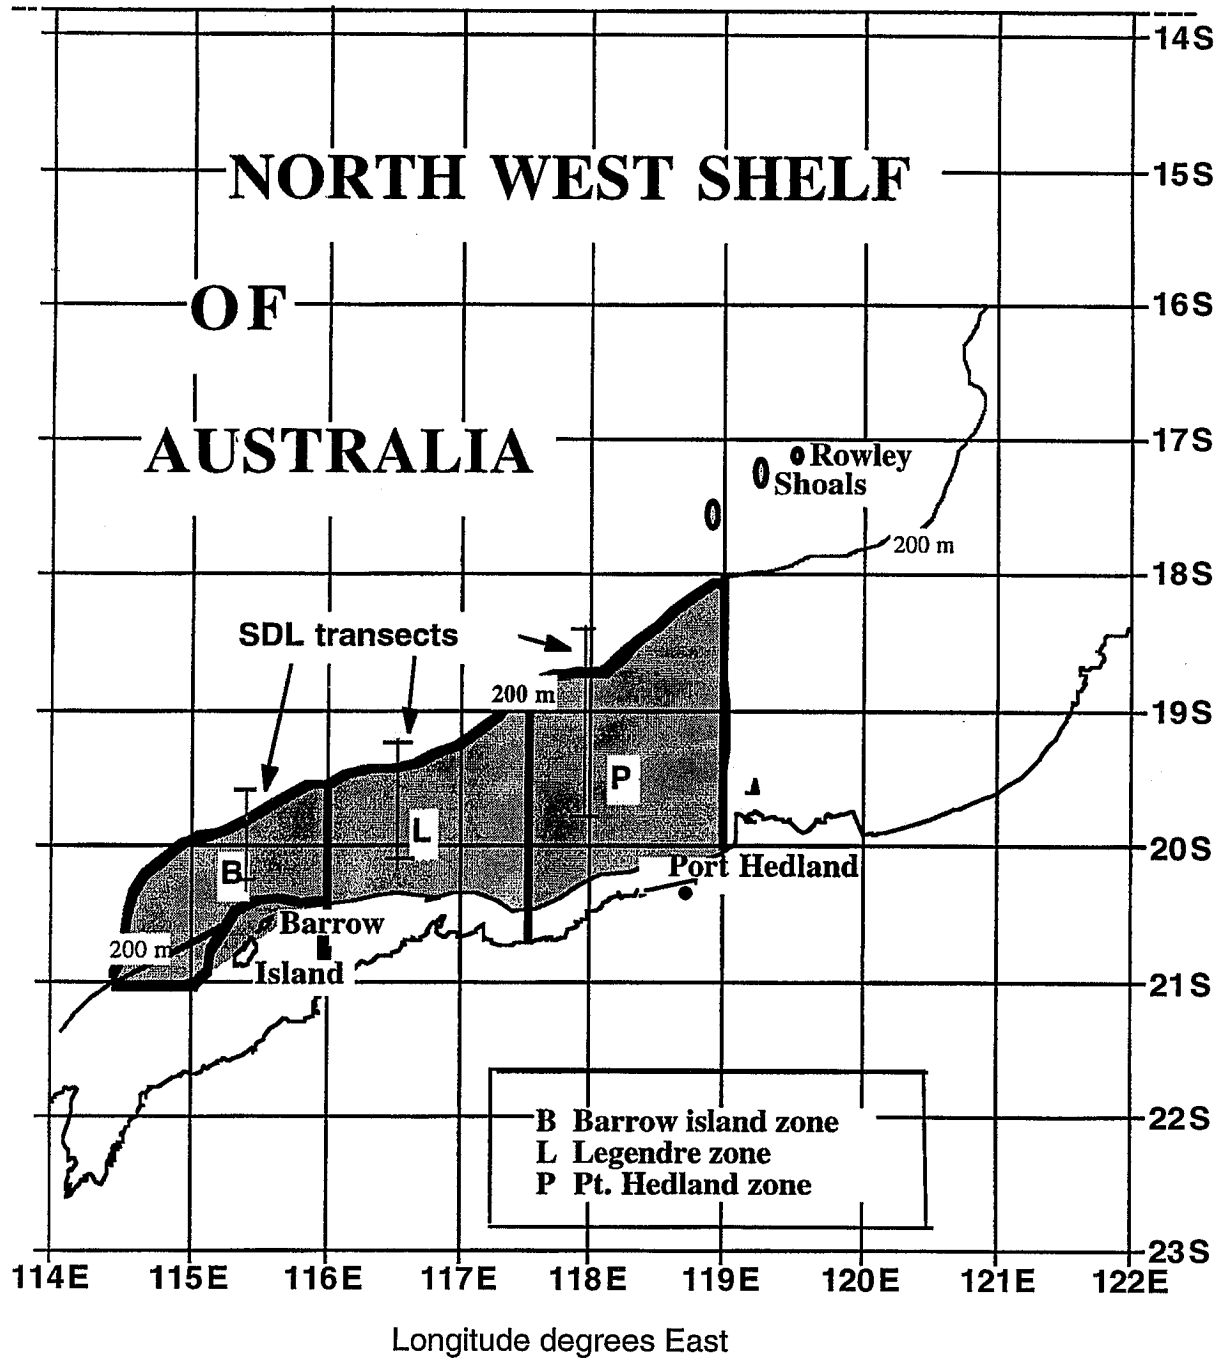 14S
NORTH WEST SHELF
15S
OF
16S
AUSTRALIA
17S
Rowley
Shoals
200 m
18S
SDL transects
200 m
19S
P
L
20S
B
Port Hedland
Barrow
200 m
Island
21S
B Barrow island zone
22S
L Legendre zone
P Pt. Hedland zone
23S
114E 115E 116E 117E 118E 119E 120E 121E 122E
Longitude degrees East